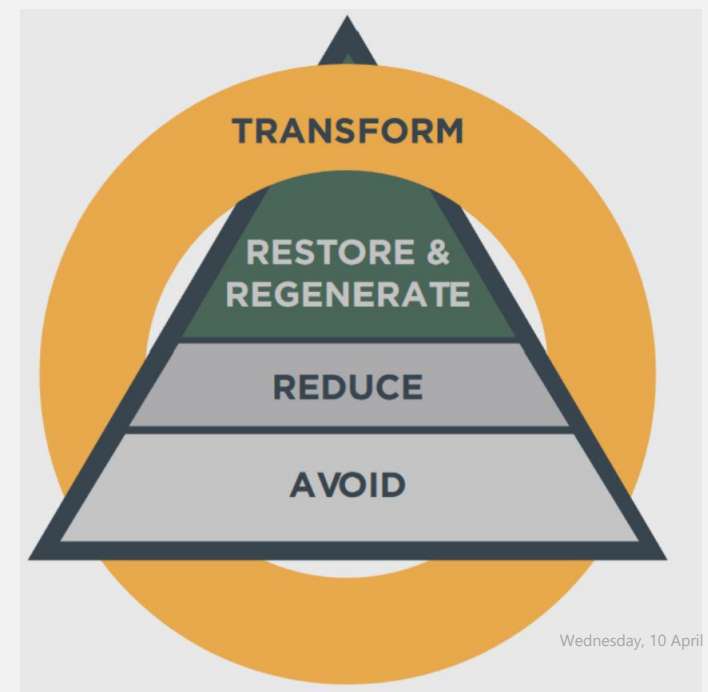 TRANSFORM
RESTORE &
REGENERATE
REDUCE
AVOID
Wednesday, 10 April